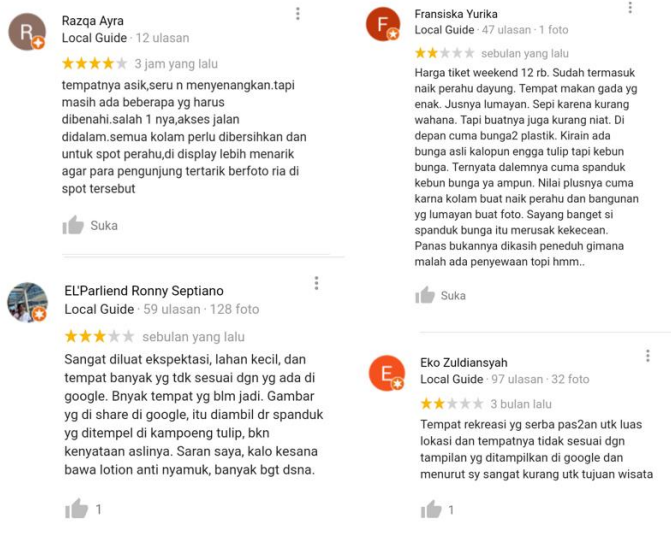 Razqa Ayra
Local Guide · 12 ulasan
3 jam yang lalu
tempatnya asik,seru n menyenangkan.tapi
masih ada beberapa yg harus
dibenahi.salah 1 nya,akses jalan
didalam.semua kolam perlu dibersihkan dan
untuk spot perahu,di display lebih menarik
agar para pengunjung tertarik berfoto ria di
spot tersebut
Suka
EL'Parliend Ronny Septiano
Local Guide · 59 ulasan · 128 foto
sebulan yang lalu
Sangat diluat ekspektasi, lahan kecil, dan
tempat banyak yg tdk sesuai dgn yg ada di
google. Bnyak tempat yg blm jadi. Gambar
yg di share di google, itu diambil dr spanduk
yg ditempel di kampoeng tulip, bkn
kenyataan aslinya. Saran saya, kalo kesana
bawa lotion anti nyamuk, banyak bgt dsna.
1
Fransiska Yurika
Local Guide · 47 ulasan · 1 foto
sebulan yang lalu
Harga tiket weekend 12 rb. Sudah termasuk
naik perahu dayung. Tempat makan gada yg
enak. Jusnya lumayan. Sepi karena kurang
wahana. Tapi buatnya juga kurang niat. Di
depan cuma bunga2 plastik. Kirain ada
bunga asli kalopun engga tulip tapi kebun
bunga. Ternyata dalemnya cuma spanduk
kebun bunga ya ampun. Nilai plusnya cuma
karna kolam buat naik perahu dan bangunan
yg lumayan buat foto. Sayang banget si
spanduk bunga itu merusak kekecean.
Panas bukannya dikasih peneduh gimana
malah ada penyewaan topi hmm..
Suka
Eko Zuldiansyah
Local Guide · 97 ulasan · 32 foto
3 bulan lalu
Tempat rekreasi yg serba pas2an utk luas
lokasi dan tempatnya tidak sesuai dgn
tampilan yg ditampilkan di google dan
menurut sy sangat kurang utk tujuan wisata
1
R
F
E